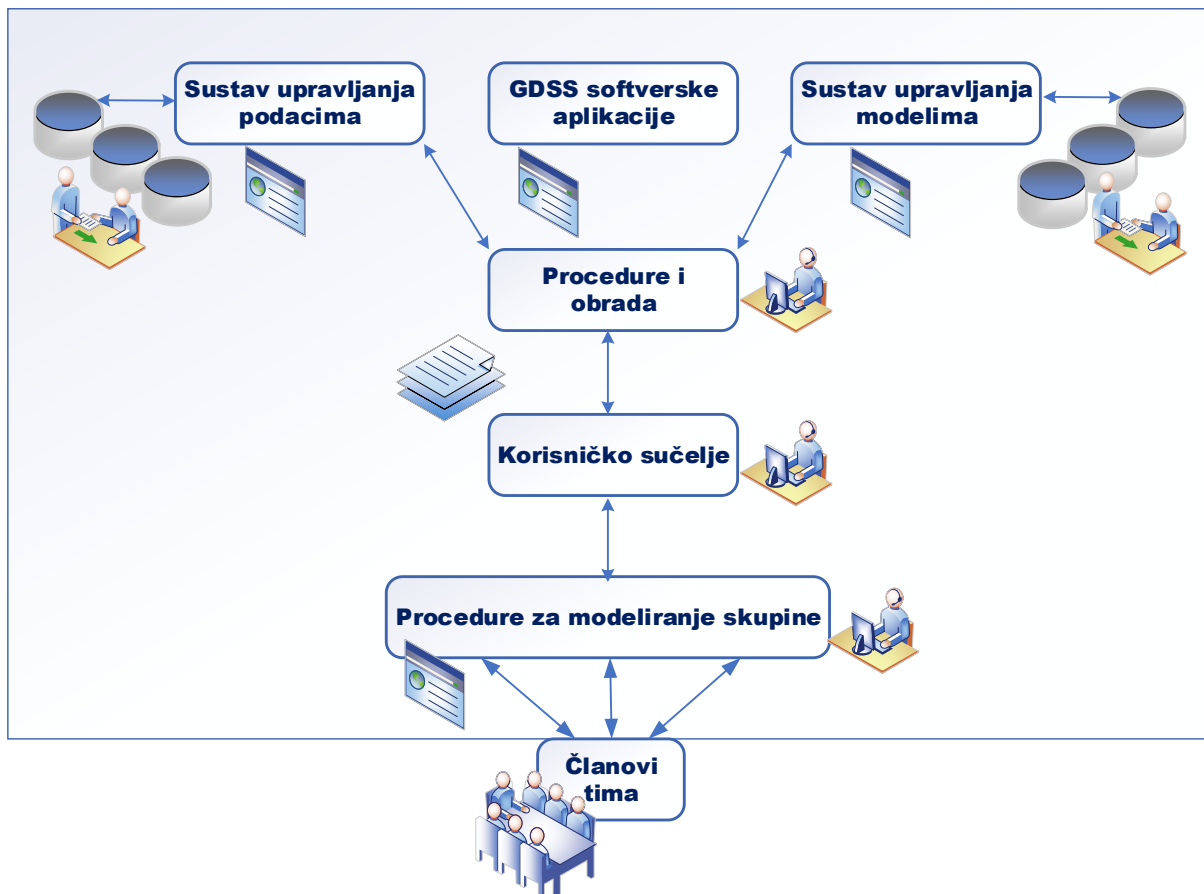 Sustav upravljanja
podacima
GDSS softverske
aplikacije
Sustav upravljanja
modelima
Procedure i
obrada
Korisničko sučelje
Procedure za modeliranje skupine
Članovi
tima